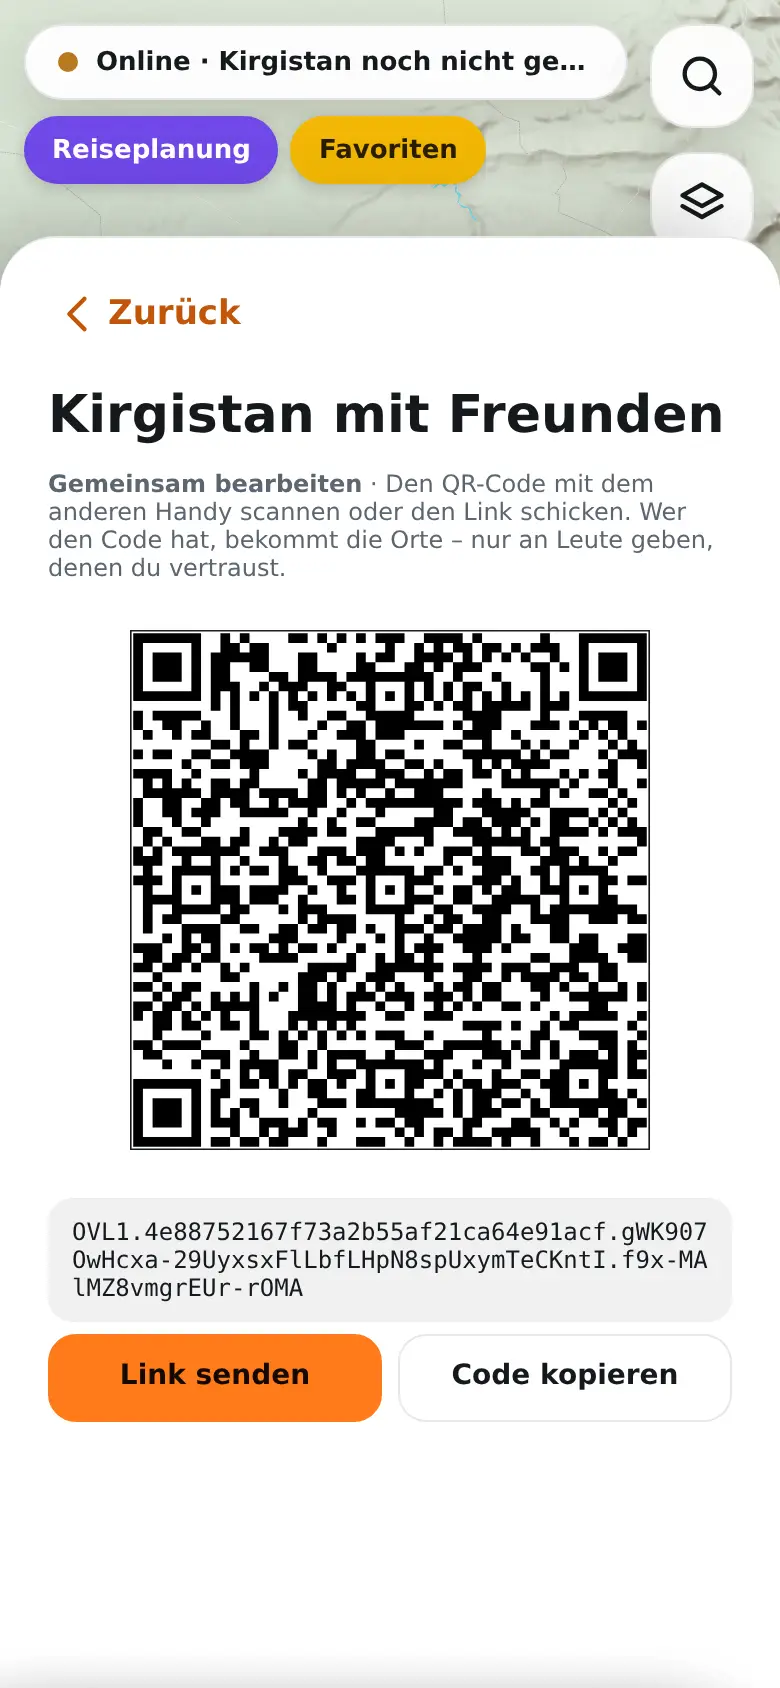 Online · Kirgistan noch nicht ge…
Reiseplanung
Favoriten
Zurück
Kirgistan mit Freunden
Gemeinsam bearbeiten · Den QR-Code mit dem
anderen Handy scannen oder den Link schicken. Wer
den Code hat, bekommt die Orte – nur an Leute geben,
denen du vertraust.
OVL1.4e88752167f73a2b55af21ca64e91acf.gWK907
OwHcxa-29UyxsxFlLbfLHpN8spUxymTeCKntI.f9x-MA
lMZ8vmgrEUr-rOMA
Link senden
Code kopieren